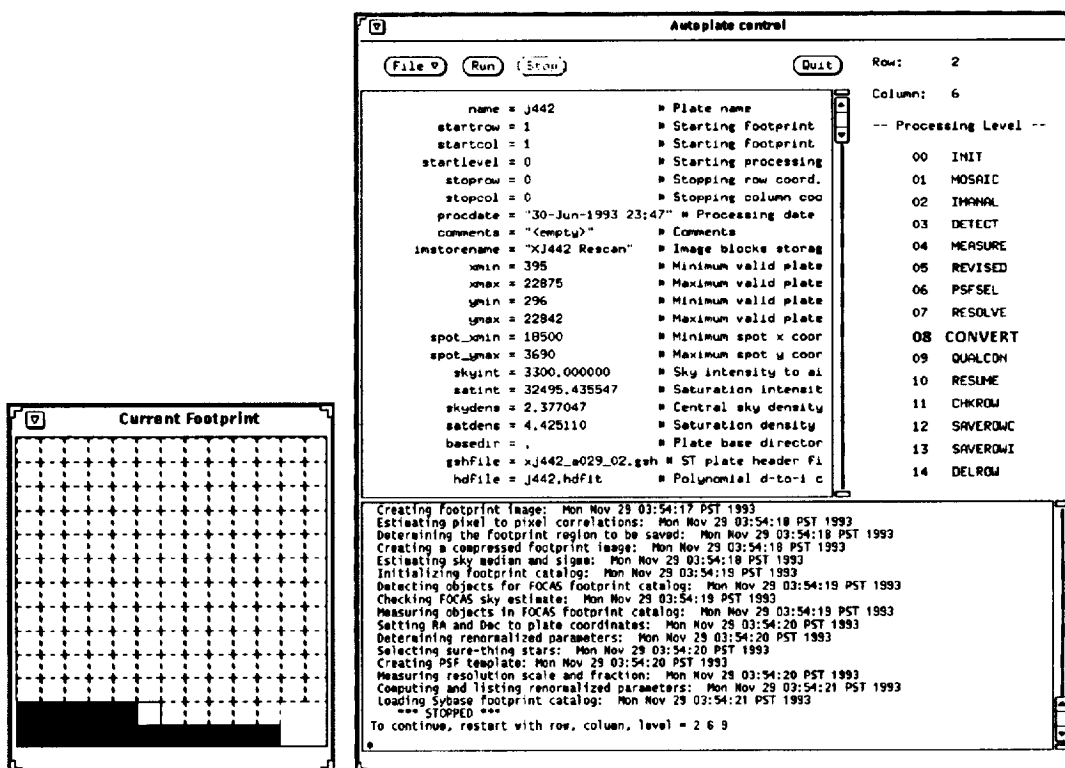 Autoplate control
File Run Stop Quit
Row: 2
Column: 6
-- Processing Level --
00 INIT
01 MOSAIC
02 IMANAL
03 DETECT
04 MEASURE
05 REVISED
06 PSFSEL
07 RESOLVE
08 CONVERT
09 QUALCON
10 RESUME
11 CHKROW
12 SAVEROWC
13 SAVEROWI
14 DELROW
name = j442 # Plate name
startrow = 1 # Starting footprint
startcol = 1 # Starting footprint
startlevel = 0 # Starting processing
stoprow = 0 # Stopping row coord.
stopcol = 0 # Stopping column coo
procdate = "30-Jun-1993 23:47" # Processing date
comments = "<empty>" # Comments
imstorename = "XJ442 Rescan" # Image blocks storag
xmin = 395 # Minimum valid plate
xmax = 22875 # Maximum valid plate
ymin = 296 # Minimum valid plate
ymax = 22842 # Maximum valid plate
spot_xmin = 18500 # Minimum spot x coor
spot_ymax = 3690 # Maximum spot y coor
skyint = 3300.000000 # Sky intensity to ai
satint = 32495.435547 # Saturation intensit
skydens = 2.377047 # Central sky density
satdens = 4.425110 # Saturation density
basedir = . # Plate base director
gshfile = xj442_a029_02.gsh # ST plate header fi
hdfile = j442.hdfit # Polynomial d-to-i c
Creating footprint image: Mon Nov 29 03:54:17 PST 1993
Estimating pixel to pixel correlations: Mon Nov 29 03:54:18 PST 1993
Determining the footprint region to be saved: Mon Nov 29 03:54:18 PST 1993
Creating a compressed footprint image: Mon Nov 29 03:54:18 PST 1993
Estimating sky median and sigma: Mon Nov 29 03:54:18 PST 1993
Initializing footprint catalog: Mon Nov 29 03:54:19 PST 1993
Detecting objects for FOCAS footprint catalog: Mon Nov 29 03:54:19 PST 1993
Checking FOCAS sky estimate: Mon Nov 29 03:54:19 PST 1993
Measuring objects in FOCAS footprint catalog: Mon Nov 29 03:54:19 PST 1993
Setting RA and Dec to plate coordinates: Mon Nov 29 03:54:20 PST 1993
Determining renormalized parameters: Mon Nov 29 03:54:20 PST 1993
Selecting sure-thing stars: Mon Nov 29 03:54:20 PST 1993
Creating PSF template: Mon Nov 29 03:54:20 PST 1993
Measuring resolution scale and fraction: Mon Nov 29 03:54:20 PST 1993
Computing and listing renormalized parameters: Mon Nov 29 03:54:21 PST 1993
Loading Sybase footprint catalog: Mon Nov 29 03:54:21 PST 1993
*** STOPPED ***
To continue, restart with row, column, level = 2 6 9
Current Footprint